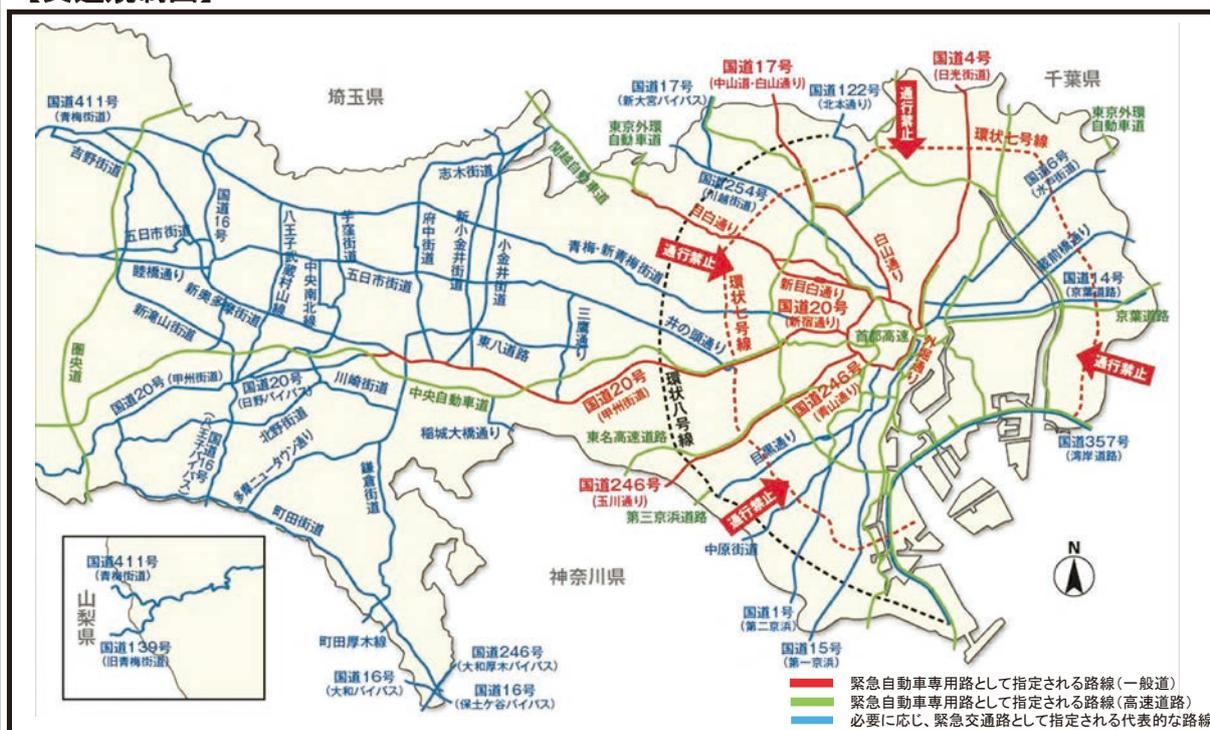 国道411号
(青梅街道)
埼玉県
国道17号
(新大宮バイパス)
国道17号
(中山道・白山通り)
国道122号
(北本通り)
国道4号
(日光街道)
千葉県
通行禁止
東京外環
自動車道
東京外環
自動車道
環状七号線
吉野街道
国道16号
志木街道
関越自動車道
国道254号
(川越街道)
国道6号
(水戸街道)
八王子武蔵村山線
芋窪街道
府中街道
新小金井街道
小金井街道
目白通り
白山通り
蔵前橋通り
五日市街道
中央南北線
五日市街道
青梅・新青梅街道
通行禁止
環状七号線
新目白通り
国道20号
(新宿通り)
国道14号
(京葉道路)
京葉道路
睦橋通り
新奥多摩街道
新滝山街道
三鷹通り
井の頭通り
首都高速
外堀通り
東八道路
通行禁止
圏央道
国道20号(甲州街道)
国道20号
(日野バイパス)
川崎街道
中央自動車道
国道20号
(甲州街道)
環状八号線
国道246号
(青山通り)
北野街道
稲城大橋通り
東名高速道路
目黒通り
国道357号
(湾岸道路)
国道16号
(八王子バイパス)
多摩ニュータウン通り
鎌倉街道
国道246号
(玉川通り)
第三京浜道路
通行禁止
町田街道
中原街道
神奈川県
N
国道411号
(青梅街道)
山梨県
国道139号
(旧青梅街道)
国道1号
(第二京浜)
国道15号
(第一京浜)
町田厚木線
国道246号
(大和厚木バイパス)
国道16号
(大和バイパス)
国道16号
(保土ケ谷バイパス)
緊急自動車専用路として指定される路線(一般道)
緊急自動車専用路として指定される路線(高速道路)
必要に応じ、緊急交通路として指定される代表的な路線